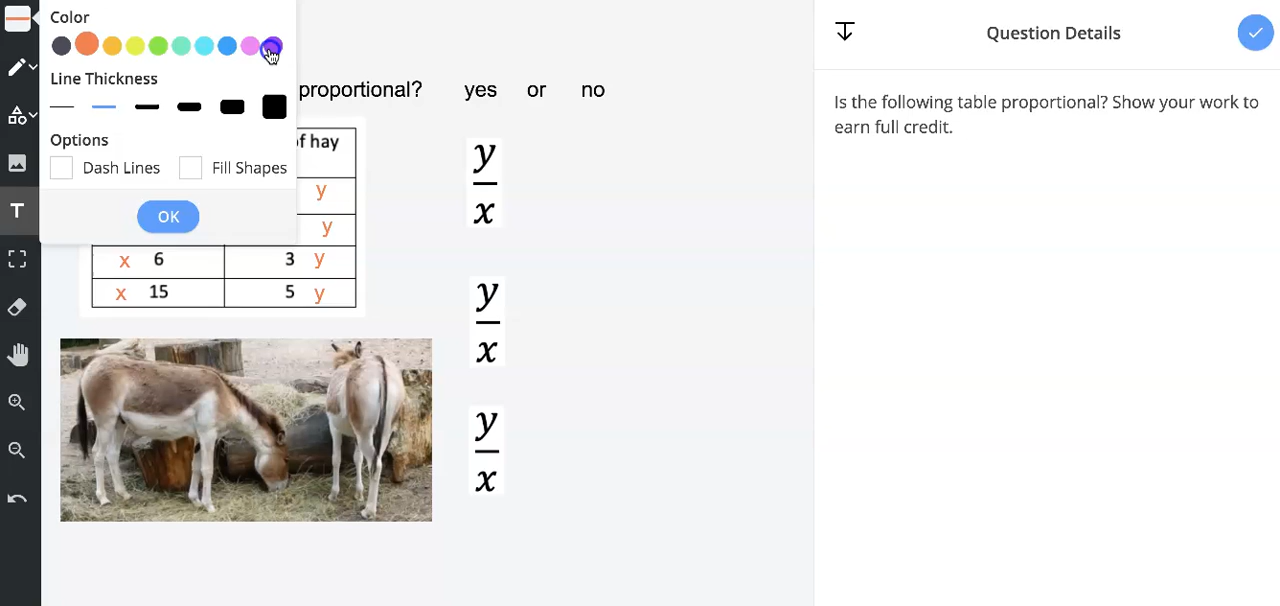 Color
Line Thickness
Options
Dash Lines Fill Shapes
OK
T
proportional? yes or no
of hay
y
y
x 6 3 y
x 15 5 y
y
x
y
x
y
x
Question Details
Is the following table proportional? Show your work to
earn full credit.